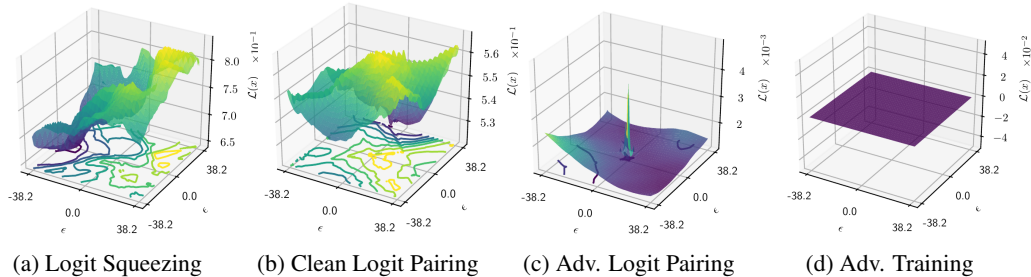 ×10⁻¹
8.0
7.5
7.0
6.5
ℒ(x)
-38.2
0.0
38.2
ϵ
-38.2
0.0
38.2
ϵ
×10⁻¹
5.6
5.5
5.4
5.3
ℒ(x)
-38.2
0.0
38.2
ϵ
-38.2
0.0
38.2
ϵ
×10⁻³
4
3
2
ℒ(x)
-38.2
0.0
38.2
ϵ
-38.2
0.0
38.2
ϵ
×10⁻²
4
2
0
−2
−4
ℒ(x)
-38.2
0.0
38.2
ϵ
-38.2
0.0
38.2
ϵ
(a) Logit Squeezing
(b) Clean Logit Pairing
(c) Adv. Logit Pairing
(d) Adv. Training